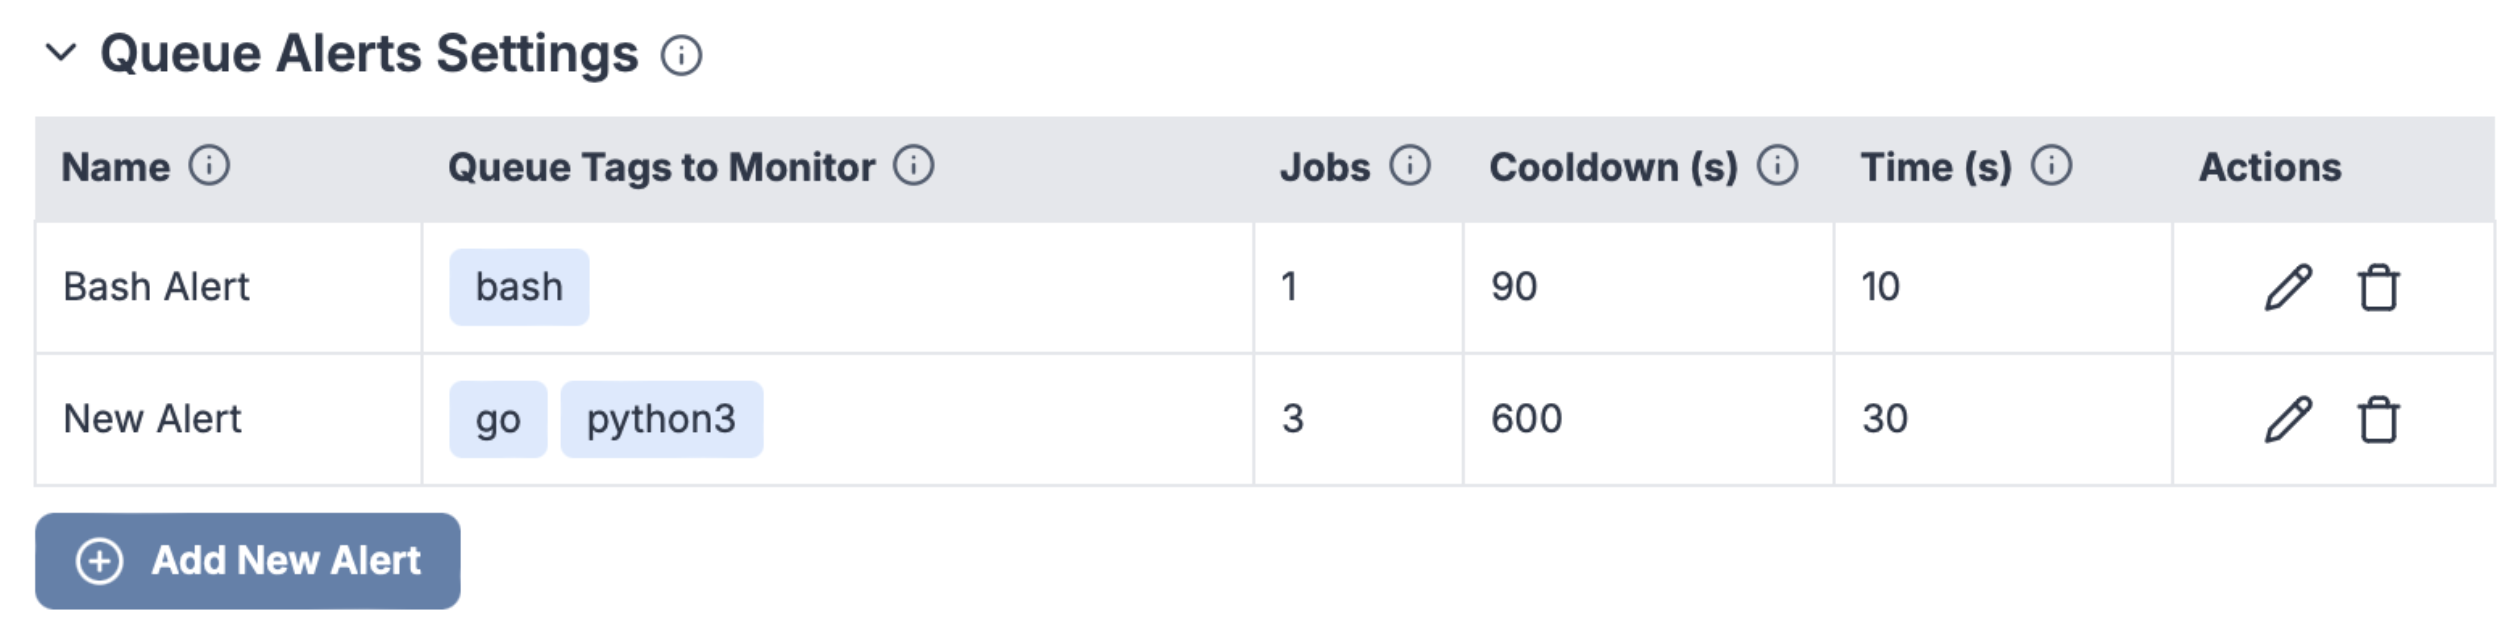 Queue Alerts Settings
Name Queue Tags to Monitor Jobs Cooldown (s) Time (s) Actions
Bash Alert bash 1 90 10
New Alert go python3 3 600 30
Add New Alert